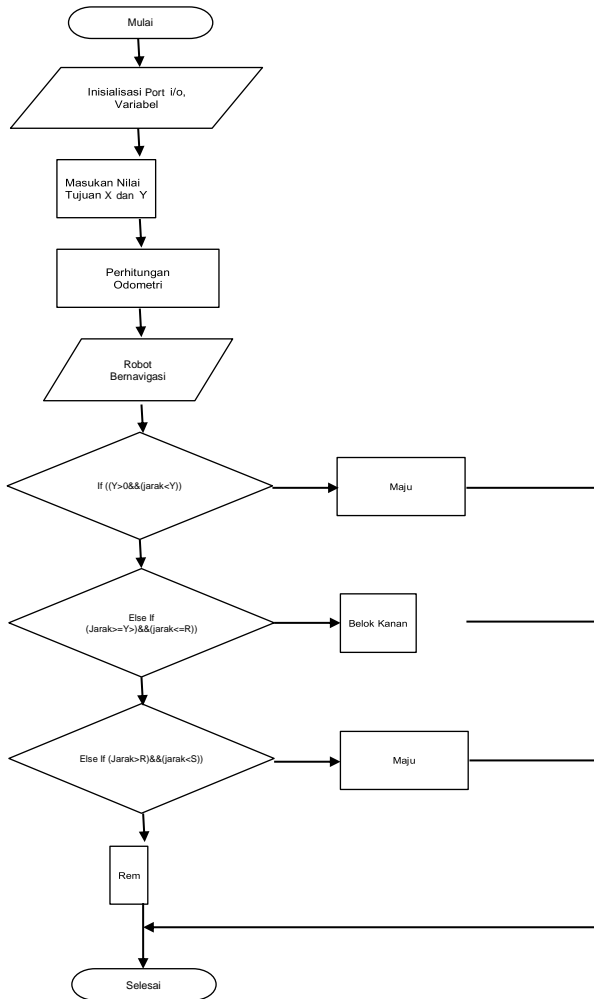 Mulai
Inisialisasi Port i/o,
Variabel
Masukan Nilai
Tujuan X dan Y
Perhitungan
Odometri
Robot
Bernavigasi
If ((Y>0&&(jarak<Y))
Maju
Else If
(Jarak>=Y>)&&(jarak<=R))
Belok Kanan
Else If (Jarak>R)&&(jarak<S))
Maju
Rem
Selesai